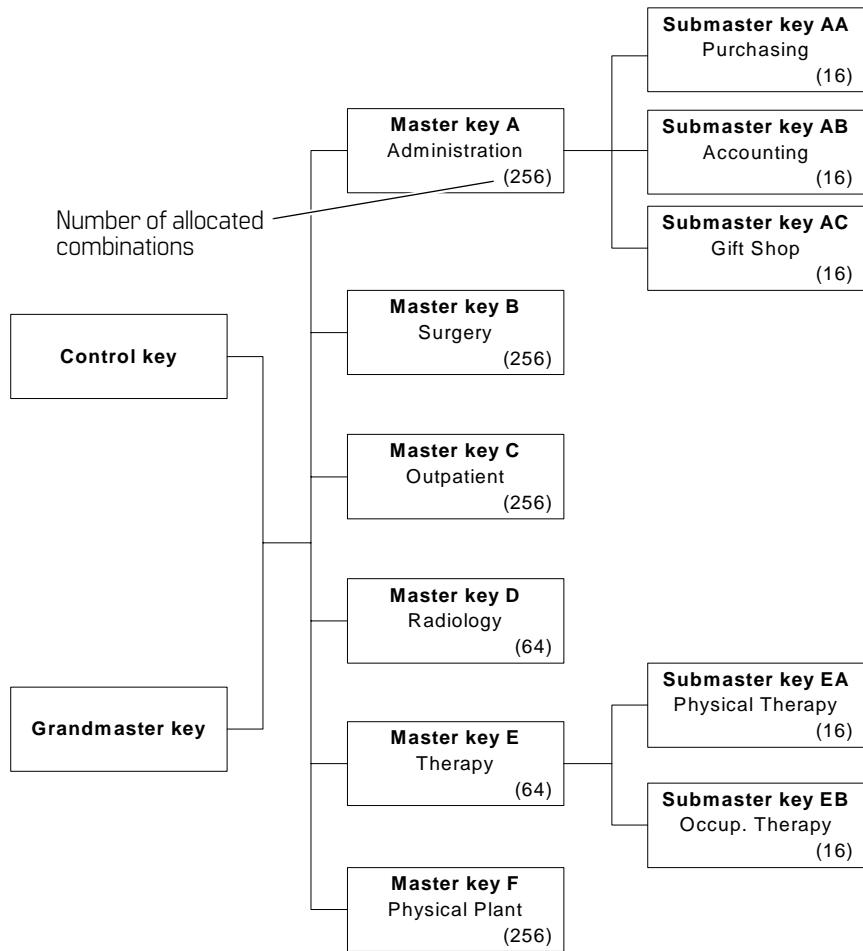 Submaster key AA
Purchasing
(16)
Master key A
Administration
(256)
Submaster key AB
Accounting
(16)
Number of allocated
combinations
Submaster key AC
Gift Shop
(16)
Master key B
Surgery
(256)
Control key
Master key C
Outpatient
(256)
Master key D
Radiology
(64)
Grandmaster key
Master key E
Therapy
(64)
Submaster key EA
Physical Therapy
(16)
Submaster key EB
Occup. Therapy
(16)
Master key F
Physical Plant
(256)